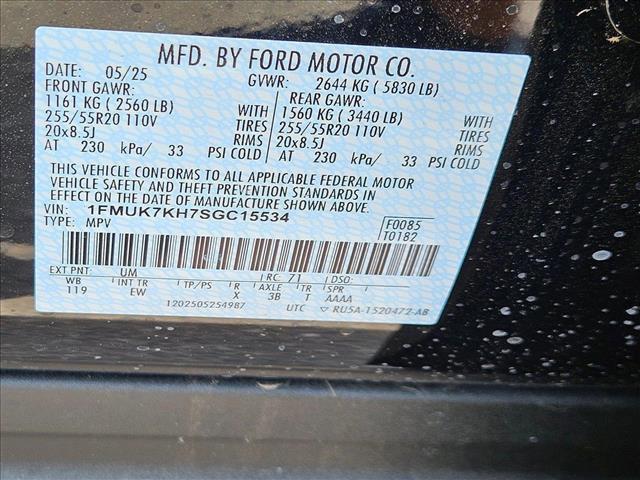 MFD. BY FORD MOTOR CO.
DATE: 05/25 GVWR: 2644 KG ( 5830 LB)
FRONT GAWR: REAR GAWR:
1161 KG ( 2560 LB) WITH 1560 KG ( 3440 LB) WITH
255/55R20 110V TIRES 255/55R20 110V TIRES
20x8.5J RIMS 20x8.5J RIMS
AT 230 kPa/ 33 PSI COLD AT 230 kPa/ 33 PSI COLD
THIS VEHICLE CONFORMS TO ALL APPLICABLE FEDERAL MOTOR
VEHICLE SAFETY AND THEFT PREVENTION STANDARDS IN
EFFECT ON THE DATE OF MANUFACTURE SHOWN ABOVE.
VIN: 1FMUK7KH7SGC15534 F0085
TYPE: MPV T0182
EXT PNT: UM RC: 71 DSO:
WB INT TR TP/PS R AXLE TR SPR
119 EW X 3B T AAAA
1202505254987 UTC ▽ RU5A-1520472-AB